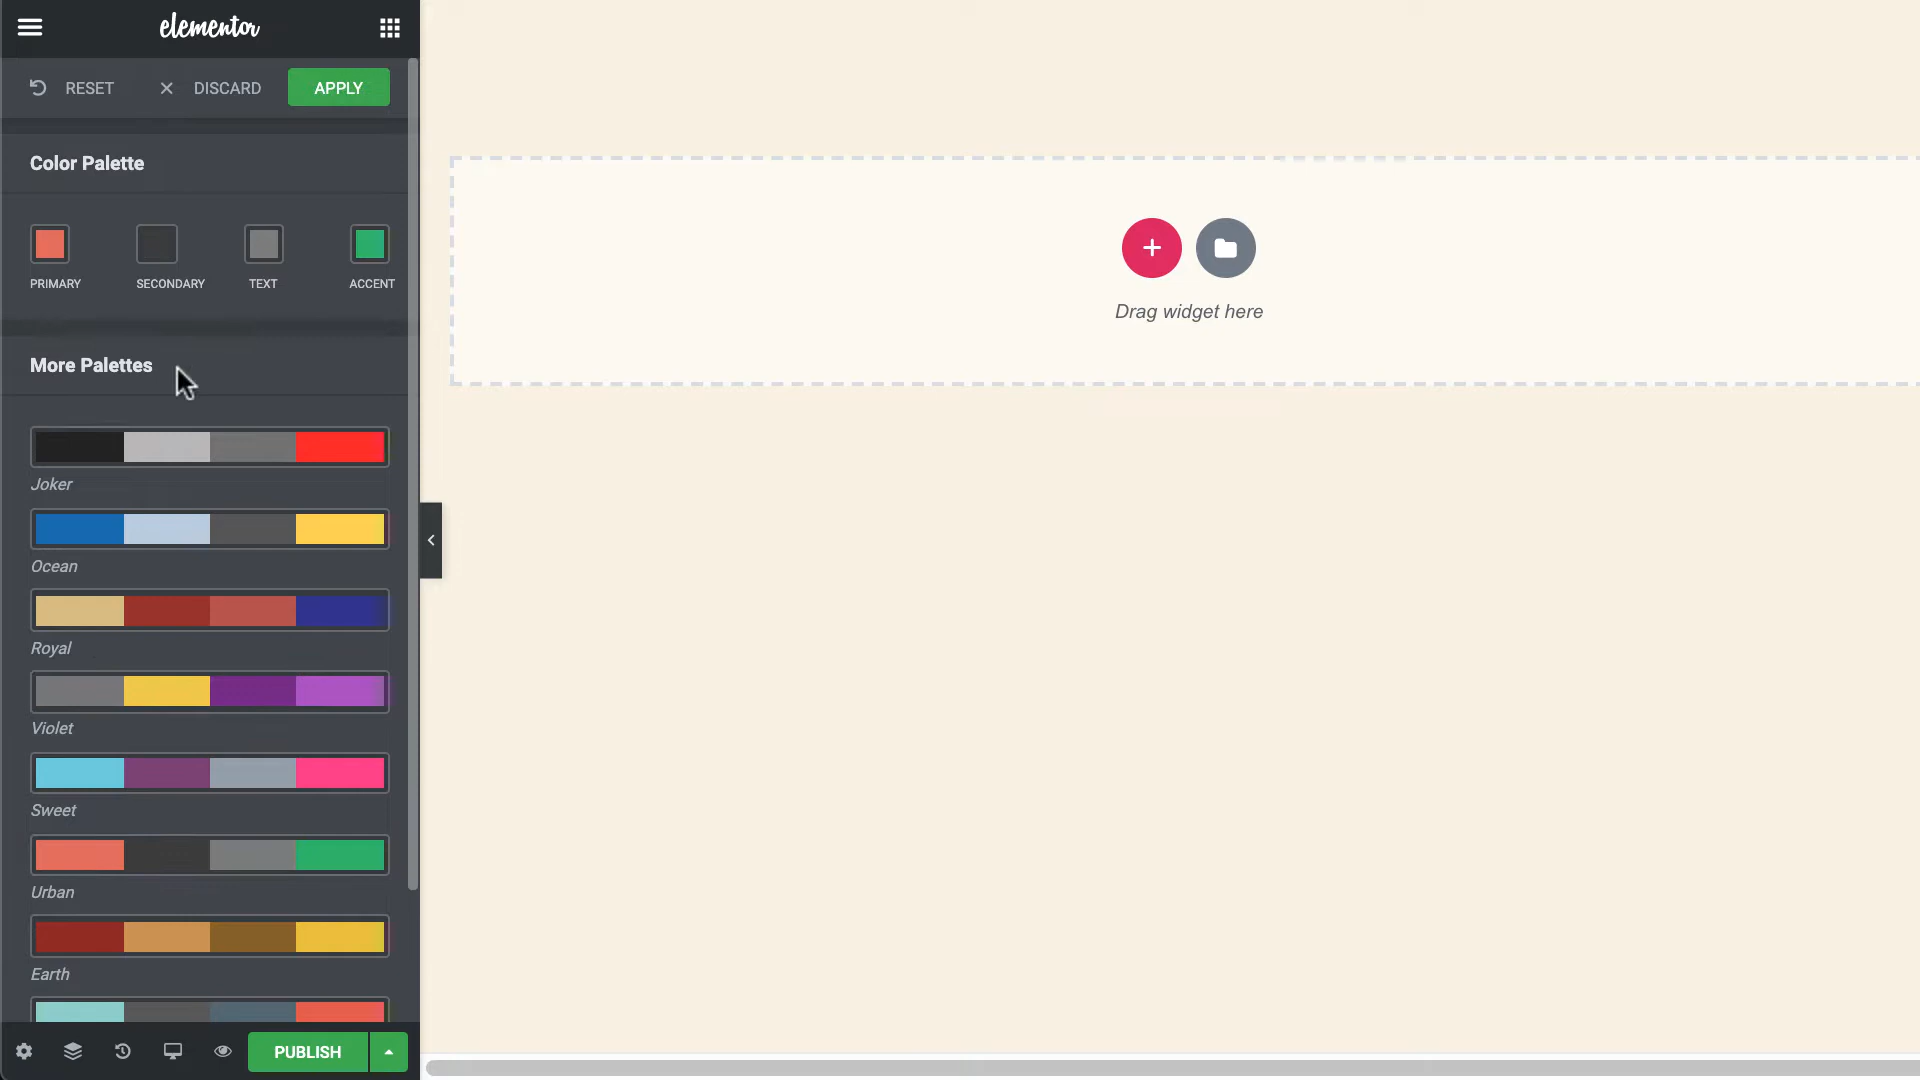 elementor
RESET DISCARD APPLY
Color Palette
PRIMARY SECONDARY TEXT ACCENT
Drag widget here
More Palettes
Joker
Ocean
Royal
Violet
Sweet
Urban
Earth
PUBLISH